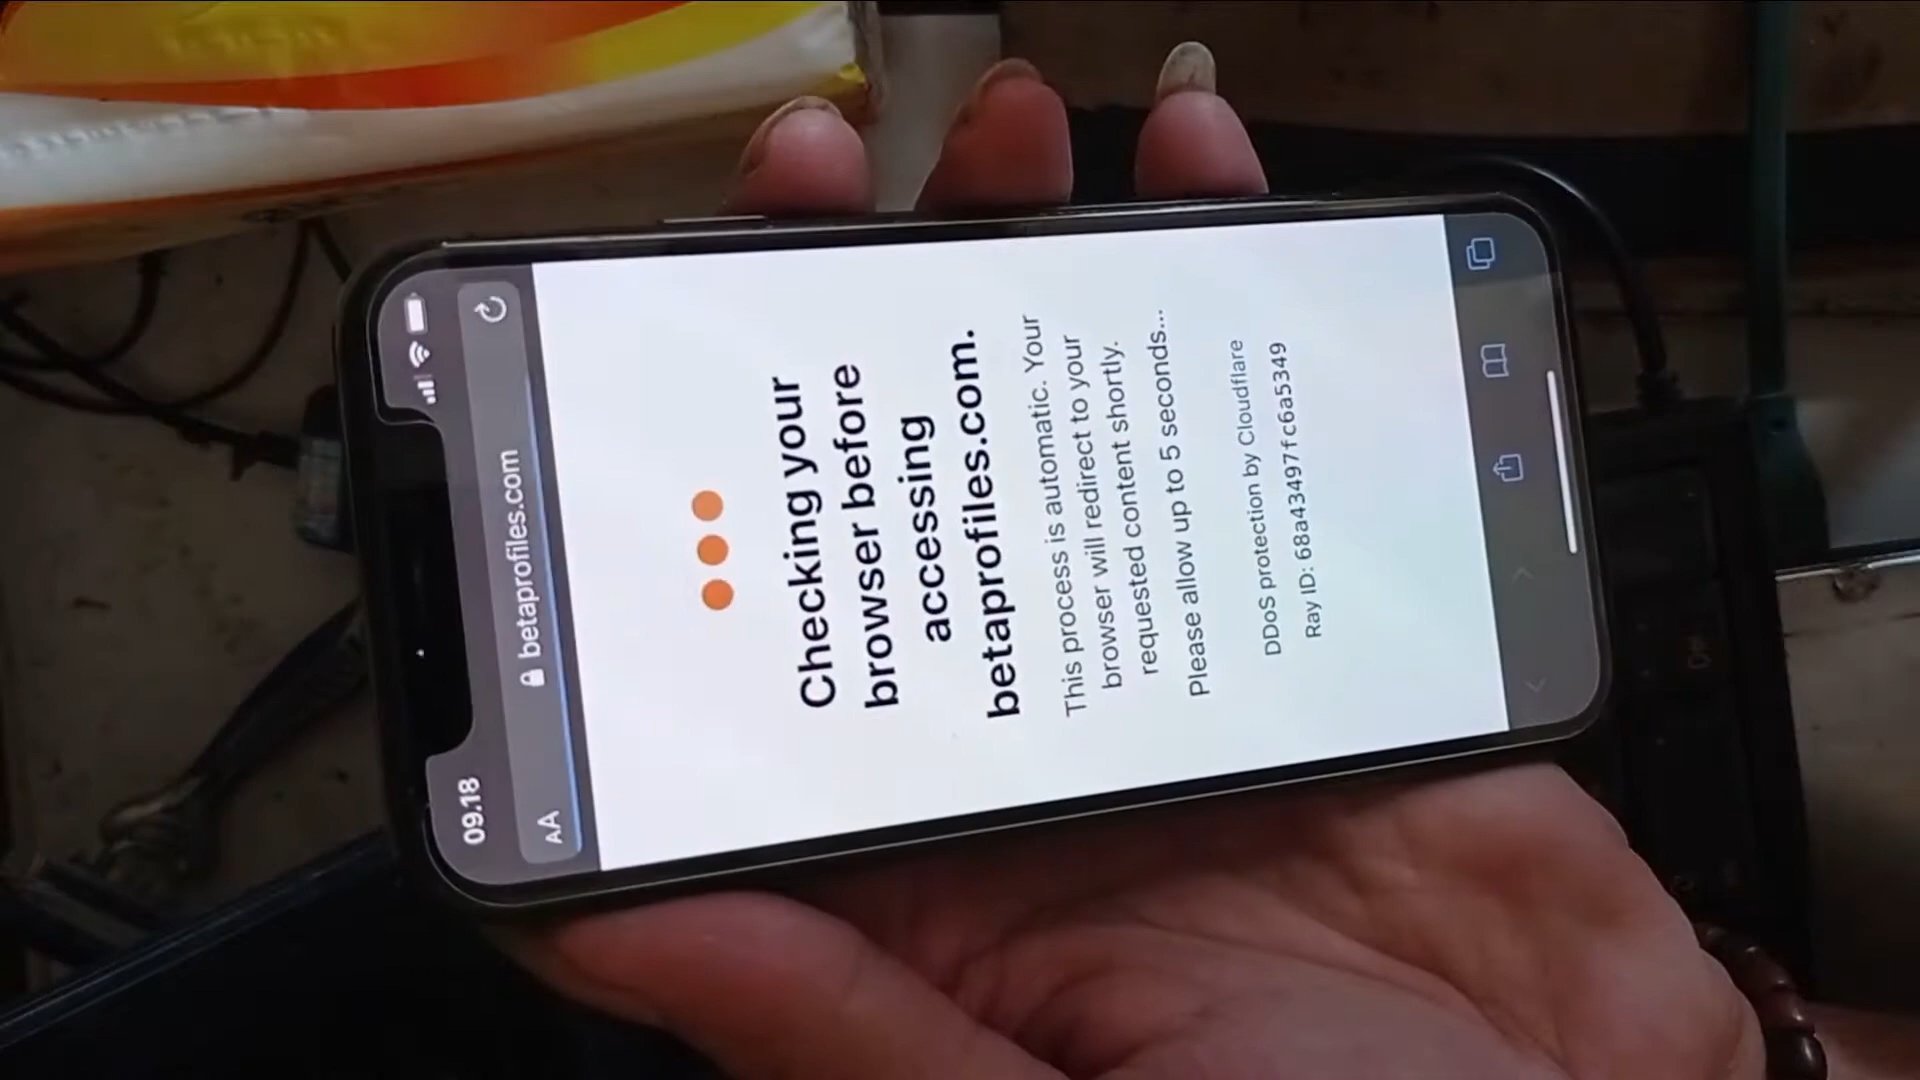 09.18
AA betaprofiles.com
Checking your
browser before
accessing
betaprofiles.com.
This process is automatic. Your
browser will redirect to your
requested content shortly.
Please allow up to 5 seconds...
DDoS protection by Cloudflare
Ray ID: 68a43497fc6a5349